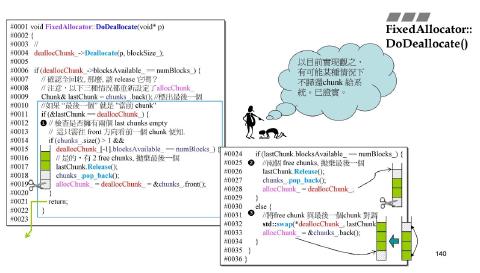 FixedAllocator::
DoDeallocate()
#0001 void FixedAllocator::DoDeallocate(void* p)
#0002 {
#0003 //
#0004 deallocChunk_->Deallocate(p, blockSize_);
#0005
#0006 if (deallocChunk_->blocksAvailable_ == numBlocks_) {
#0007 // 確認全回收, 那麼, 該 release 它嗎?
#0008 // 注意, 以下三種情況都重新設定了allocChunk_
#0009 Chunk& lastChunk = chunks_.back(); //標出最後一個
#0010 //如果 "最後一個" 就是 "當前 chunk"
#0011 if (&lastChunk == deallocChunk_) {
#0012 ❶ // 檢查是否擁有兩個 last chunks empty
#0013 // 這只需往 front 方向看前一個 chunk 便知.
#0014 if (chunks_.size() > 1 &&
#0015 deallocChunk_[-1].blocksAvailable_ == numBlocks_) {
#0016 // 是的, 有 2 free chunks, 拋棄最後一個
#0017 lastChunk.Release();
#0018 chunks_.pop_back();
#0019 allocChunk_ = deallocChunk_ = &chunks_.front();
#0020 }
#0021 return;
#0022 }
#0023
以目前實現觀之,
有可能某種情況下
不歸還chunk 給系
統。已證實。
#0024 if (lastChunk.blocksAvailable_ == numBlocks_) {
#0025 ❷ //兩個 free chunks, 拋棄最後一個
#0026 lastChunk.Release();
#0027 chunks_.pop_back();
#0028 allocChunk_ = deallocChunk_;
#0029 }
#0030 else {
#0031 ❸ //將free chunk 與最後一個chunk 對調
#0032 std::swap(*deallocChunk_, lastChunk);
#0033 allocChunk_ = &chunks_.back();
#0034 }
#0035 }
#0036 }
140